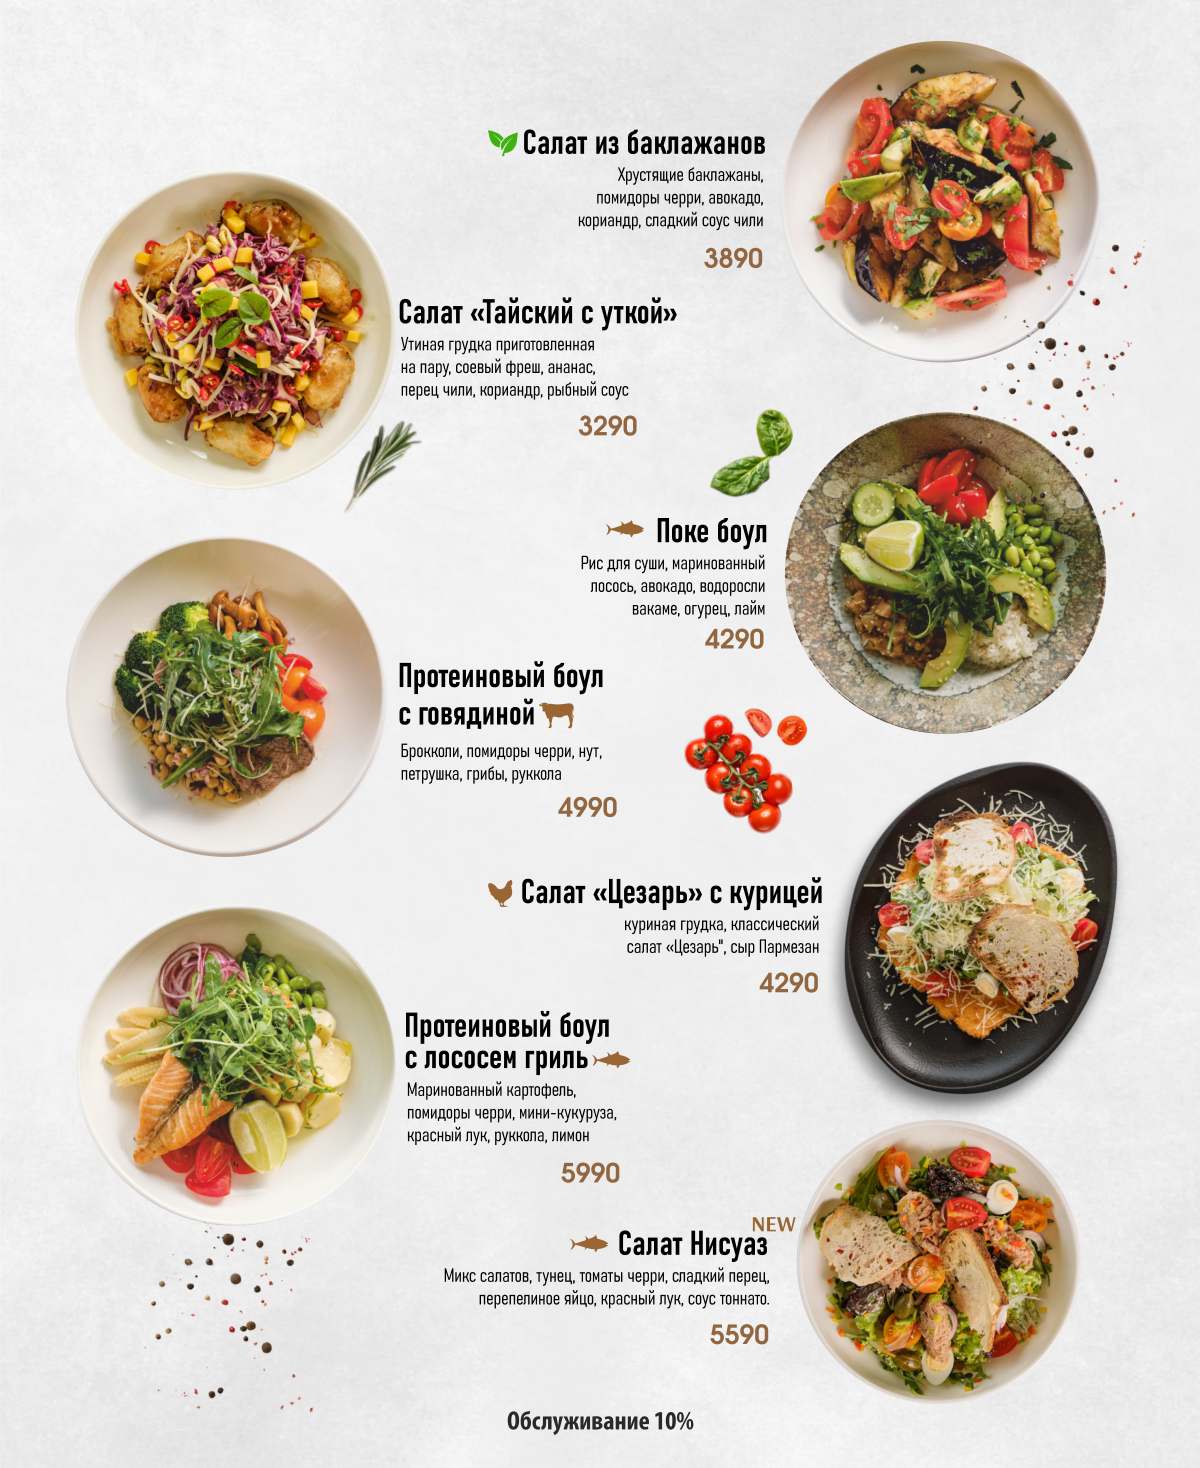 Салат из баклажанов
Хрустящие баклажаны,
помидоры черри, авокадо,
кориандр, сладкий соус чили
3890
Салат «Тайский с уткой»
Утиная грудка приготовленная
на пару, соевый фреш, ананас,
перец чили, кориандр, рыбный соус
3290
Поке боул
Рис для суши, маринованный
лосось, авокадо, водоросли
вакаме, огурец, лайм
4290
Протеиновый боул
с говядиной
Брокколи, помидоры черри, нут,
петрушка, грибы, руккола
4990
Салат «Цезарь» с курицей
куриная грудка, классический
салат «Цезарь", сыр Пармезан
4290
Протеиновый боул
с лососем гриль
Маринованный картофель,
помидоры черри, мини-кукуруза,
красный лук, руккола, лимон
5990
NEW
Салат Нисуаз
Микс салатов, тунец, томаты черри, сладкий перец,
перепелиное яйцо, красный лук, соус тоннато.
5590
Обслуживание 10%